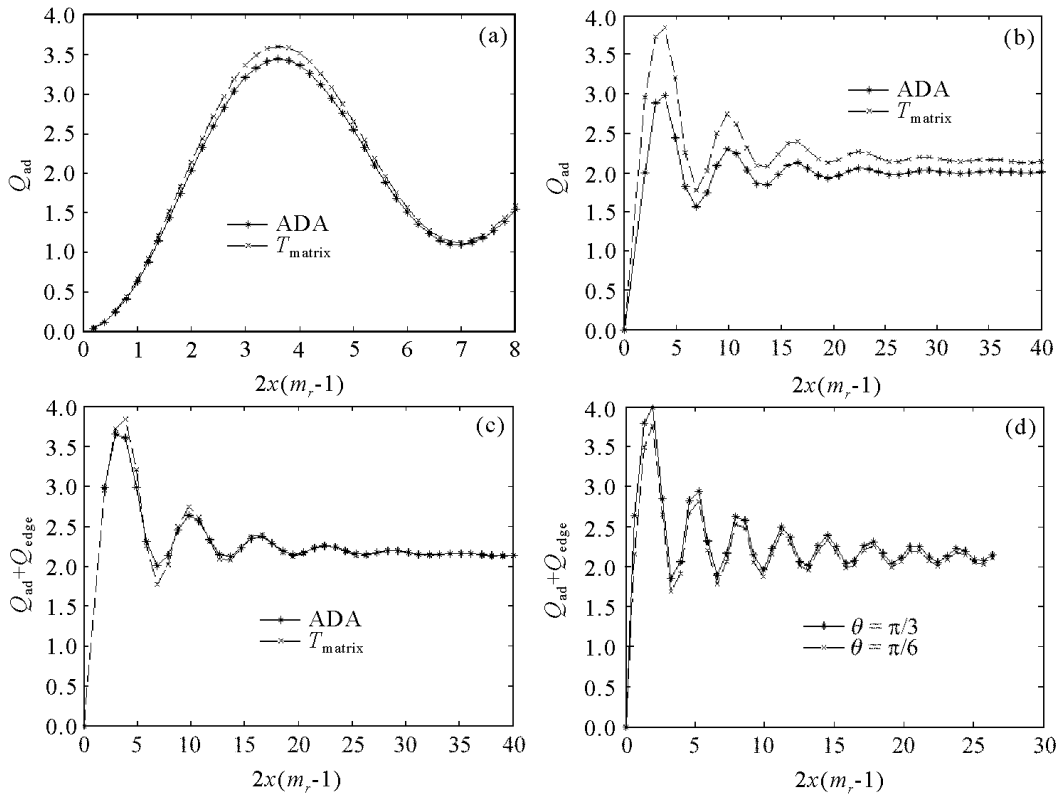 (a)
4.0
3.5
3.0
2.5
2.0
1.5
1.0
0.5
0.0
Q_ad
ADA
T_matrix
0 1 2 3 4 5 6 7 8
2x(m_r-1)
(b)
4.0
3.5
3.0
2.5
2.0
1.5
1.0
0.5
0.0
Q_ad
ADA
T_matrix
0 5 10 15 20 25 30 35 40
2x(m_r-1)
(c)
4.0
3.5
3.0
2.5
2.0
1.5
1.0
0.5
0.0
Q_ad+Q_edge
ADA
T_matrix
0 5 10 15 20 25 30 35 40
2x(m_r-1)
(d)
4.0
3.5
3.0
2.5
2.0
1.5
1.0
0.5
0.0
Q_ad+Q_edge
θ = π/3
θ = π/6
0 5 10 15 20 25 30
2x(m_r-1)